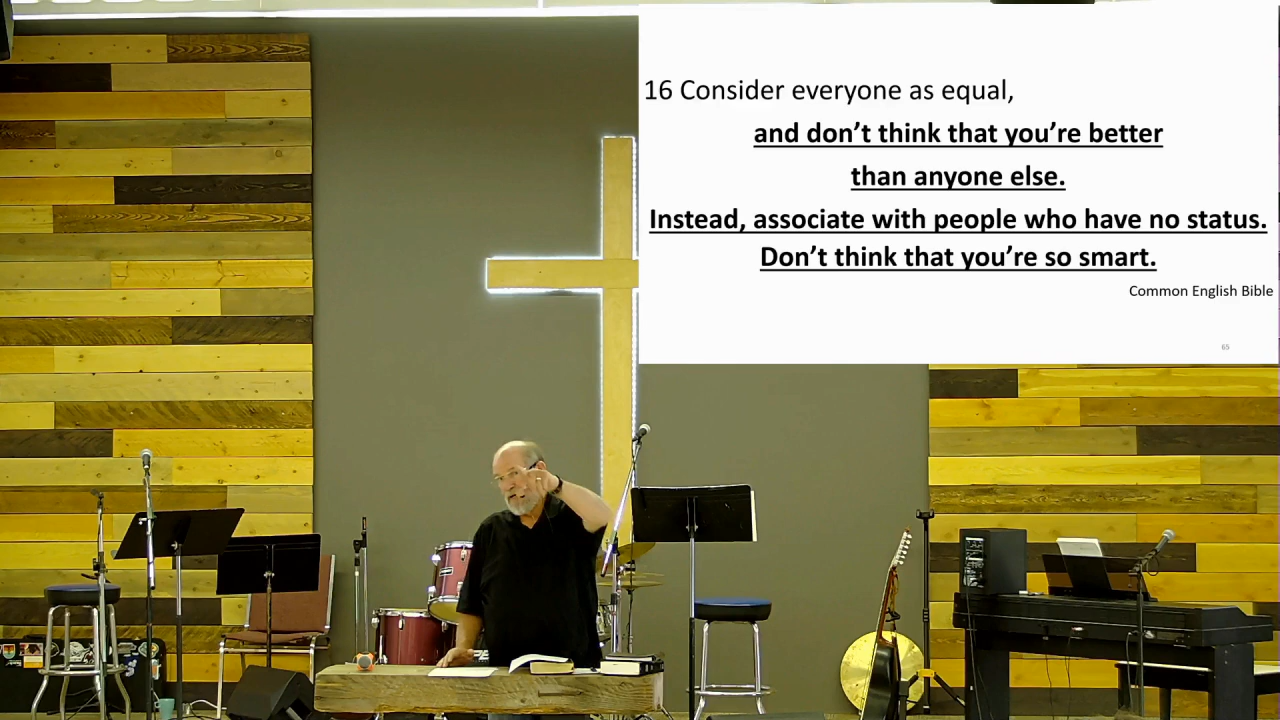 16 Consider everyone as equal,
and don’t think that you’re better
than anyone else.
Instead, associate with people who have no status.
Don’t think that you’re so smart.
Common English Bible
65